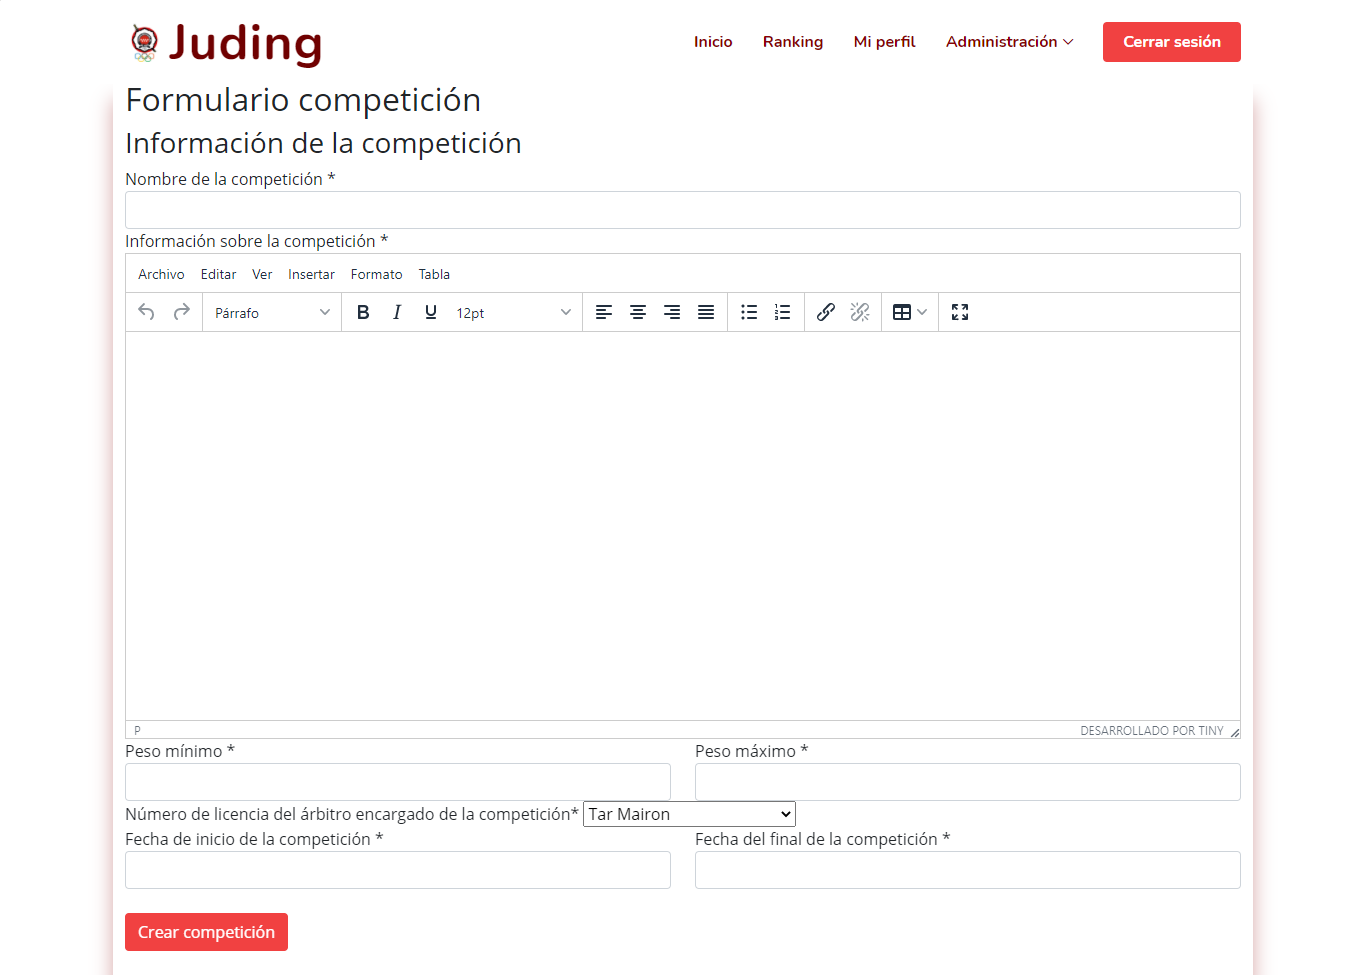 Juding
Inicio Ranking Mi perfil Administración Cerrar sesión
Formulario competición
Información de la competición
Nombre de la competición *
Información sobre la competición *
Archivo Editar Ver Insertar Formato Tabla
Párrafo B I U 12pt
P DESARROLLADO POR TINY
Peso mínimo * Peso máximo *
Número de licencia del árbitro encargado de la competición* Tar Mairon
Fecha de inicio de la competición * Fecha del final de la competición *
Crear competición